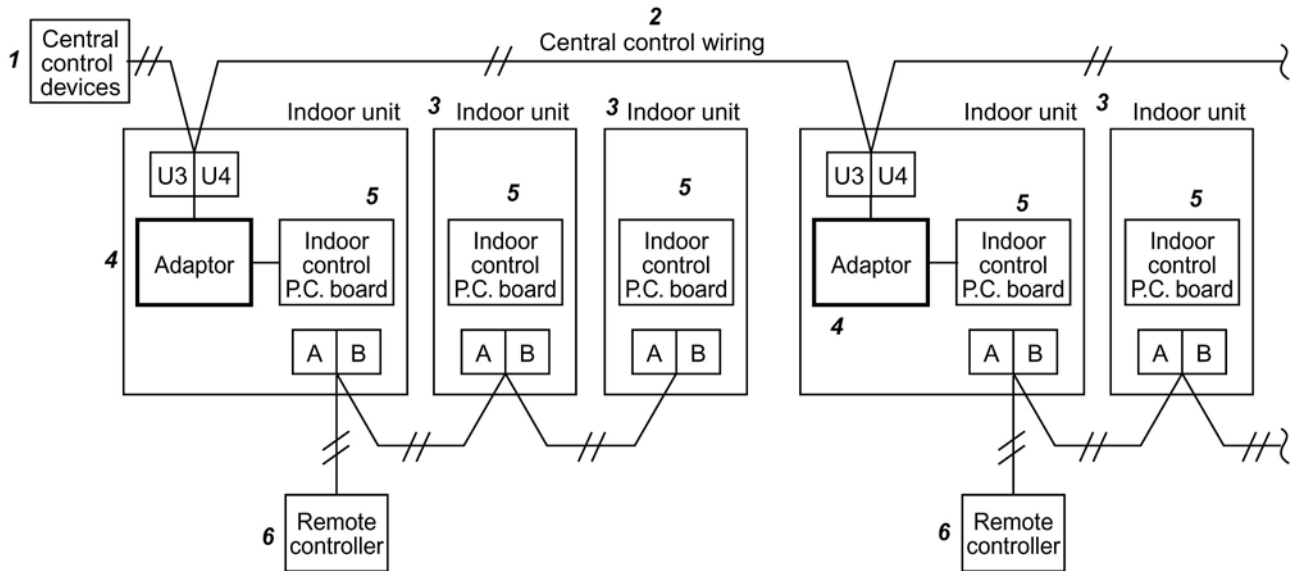 2
1
Central
control
devices
Central control wiring
Indoor unit
3
Indoor unit
3
Indoor unit
Indoor unit
3
Indoor unit
U3 U4
U3 U4
5
5
5
5
5
4
Adaptor
Indoor
control
P.C. board
Indoor
control
P.C. board
Indoor
control
P.C. board
Adaptor
Indoor
control
P.C. board
Indoor
control
P.C. board
4
A B
A B
A B
A B
A B
6
Remote
controller
6
Remote
controller